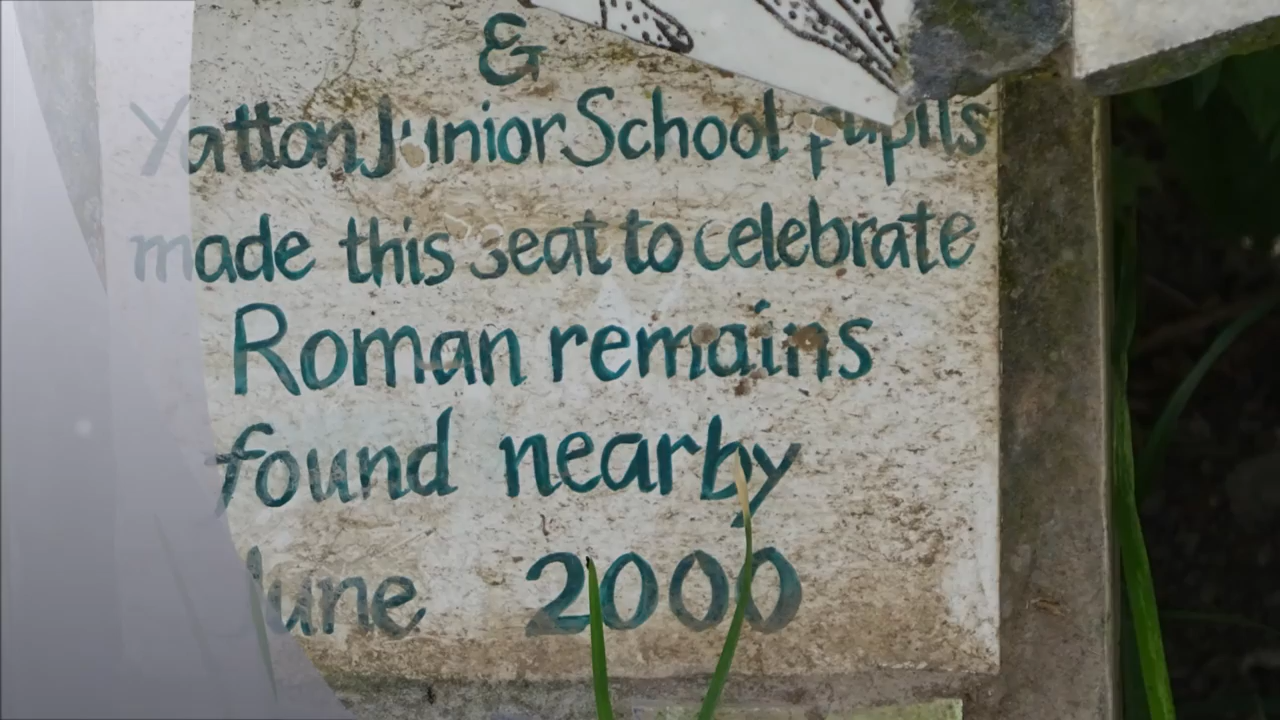 &
Yatton Junior School pupils
made this seat to celebrate
Roman remains
found nearby
June 2000